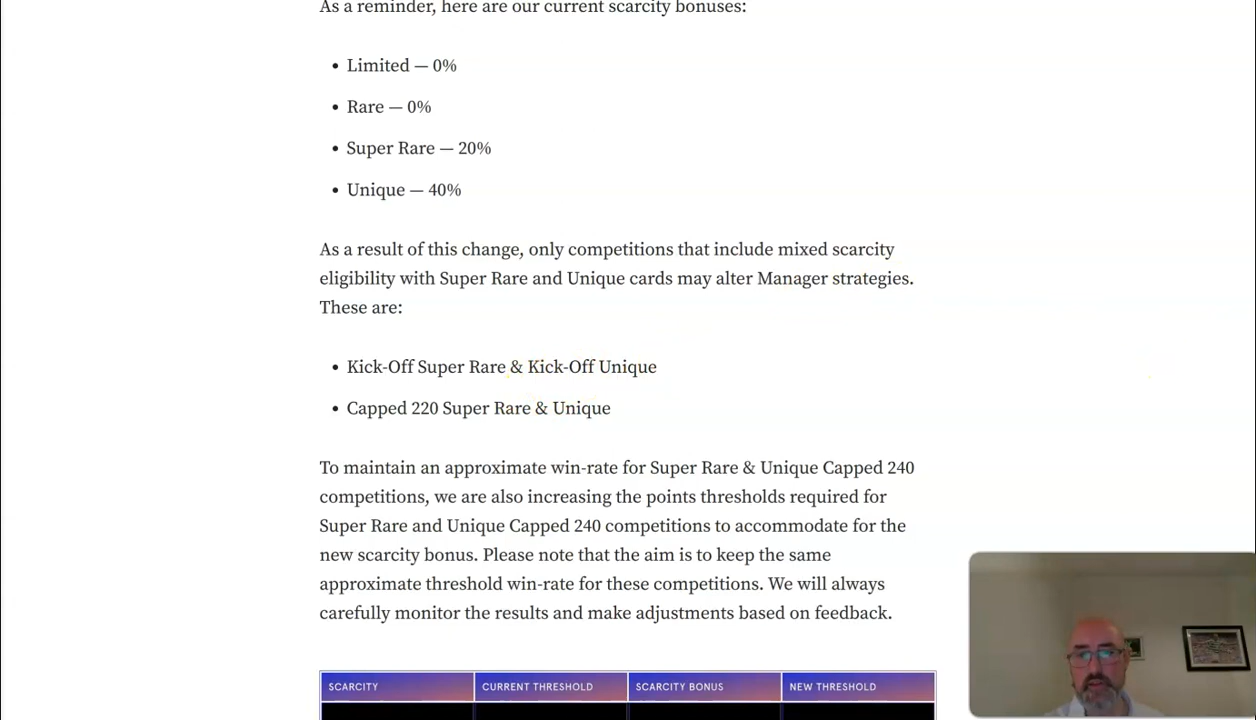 As a reminder, here are our current scarcity bonuses:
• Limited — 0%
• Rare — 0%
• Super Rare — 20%
• Unique — 40%
As a result of this change, only competitions that include mixed scarcity
eligibility with Super Rare and Unique cards may alter Manager strategies.
These are:
• Kick-Off Super Rare & Kick-Off Unique
• Capped 220 Super Rare & Unique
To maintain an approximate win-rate for Super Rare & Unique Capped 240
competitions, we are also increasing the points thresholds required for
Super Rare and Unique Capped 240 competitions to accommodate for the
new scarcity bonus. Please note that the aim is to keep the same
approximate threshold win-rate for these competitions. We will always
carefully monitor the results and make adjustments based on feedback.
SCARCITY CURRENT THRESHOLD SCARCITY BONUS NEW THRESHOLD